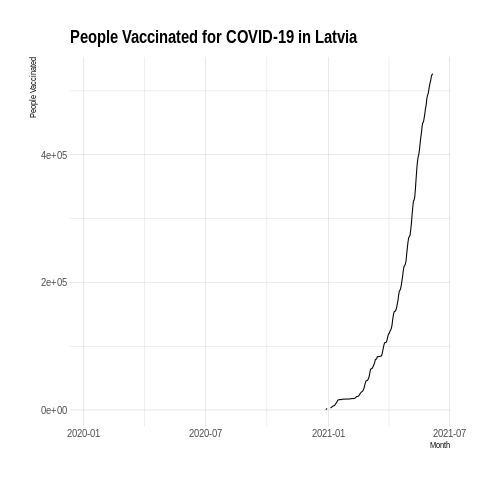 People Vaccinated for COVID-19 in Latvia
People Vaccinated
4e+05
2e+05
0e+00
2020-01
2020-07
2021-01
2021-07
Month